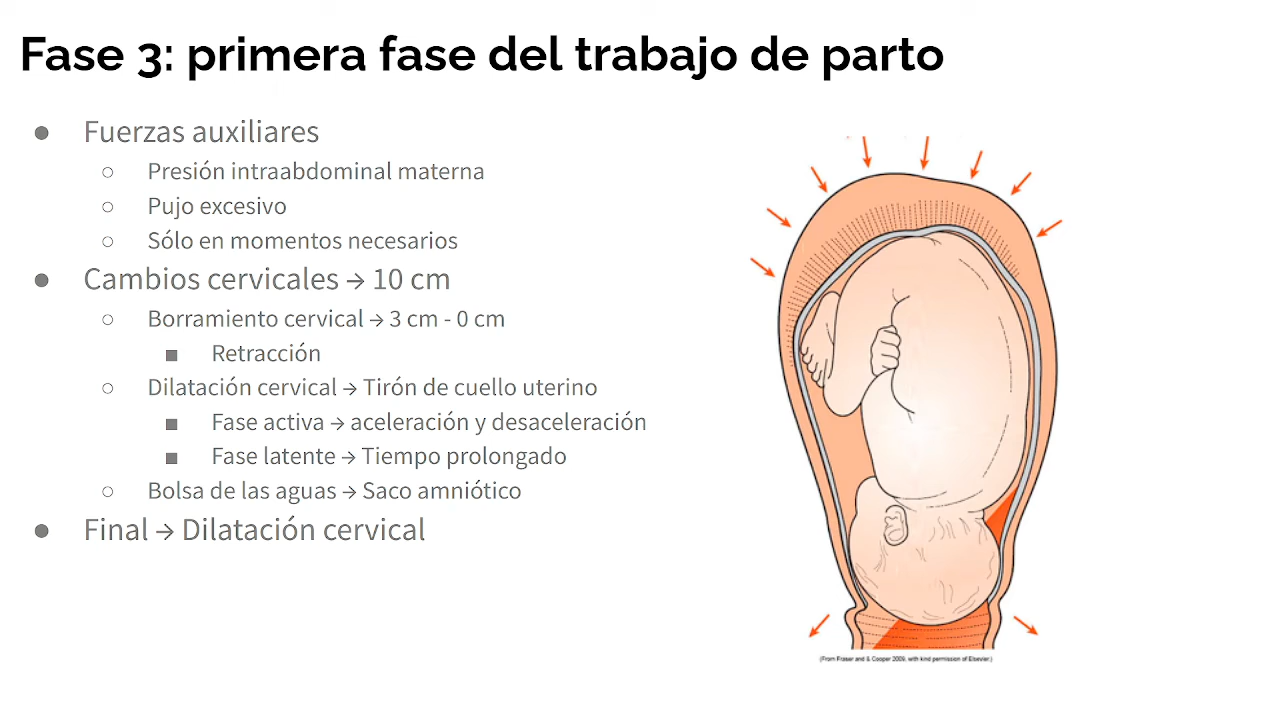 Fase 3: primera fase del trabajo de parto
● Fuerzas auxiliares
○ Presión intraabdominal materna
○ Pujo excesivo
○ Sólo en momentos necesarios
● Cambios cervicales → 10 cm
○ Borramiento cervical → 3 cm - 0 cm
■ Retracción
○ Dilatación cervical → Tirón de cuello uterino
■ Fase activa → aceleración y desaceleración
■ Fase latente → Tiempo prolongado
○ Bolsa de las aguas → Saco amniótico
● Final → Dilatación cervical
(From Fraser and & Cooper 2009, with kind permission of Elsevier.)